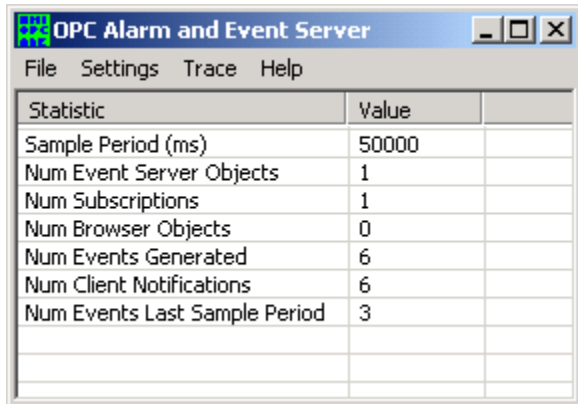 OPC Alarm and Event Server
File Settings Trace Help
Statistic Value
Sample Period (ms) 50000
Num Event Server Objects 1
Num Subscriptions 1
Num Browser Objects 0
Num Events Generated 6
Num Client Notifications 6
Num Events Last Sample Period 3